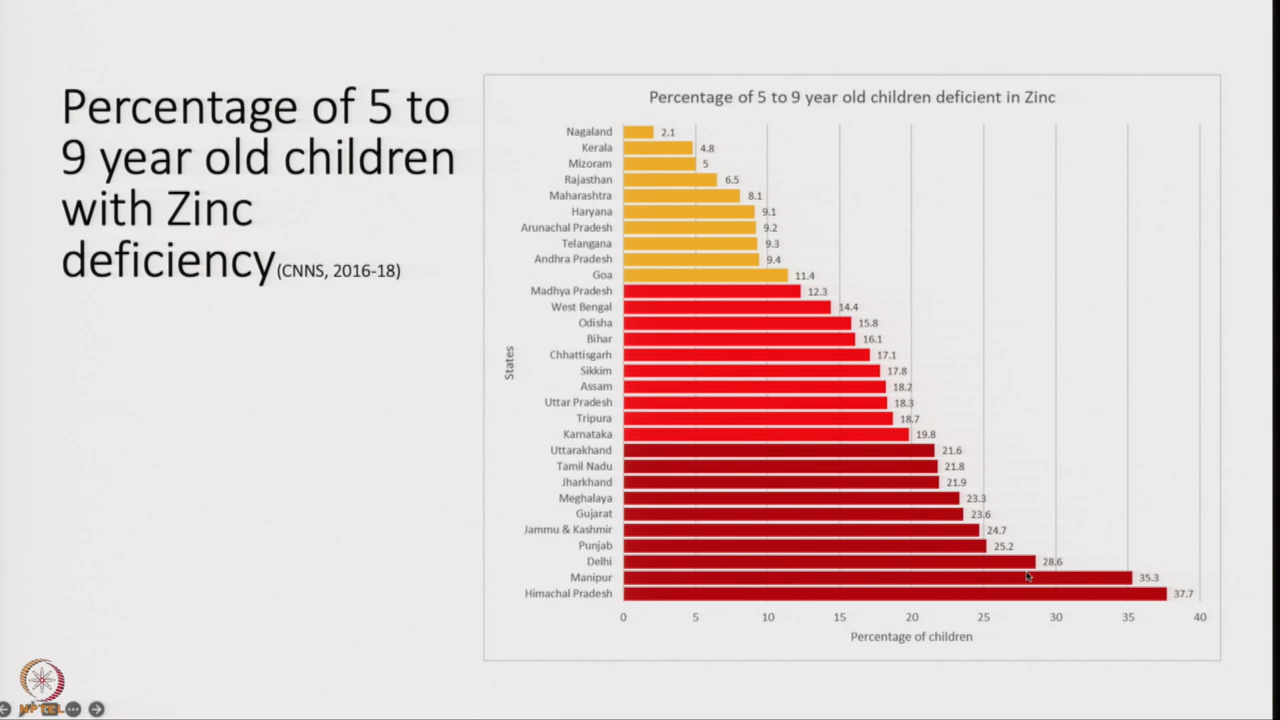 Percentage of 5 to
9 year old children
with Zinc
deficiency(CNNS, 2016-18)
Percentage of 5 to 9 year old children deficient in Zinc
States
Nagaland 2.1
Kerala 4.8
Mizoram 5
Rajasthan 6.5
Maharashtra 8.1
Haryana 9.1
Arunachal Pradesh 9.2
Telangana 9.3
Andhra Pradesh 9.4
Goa 11.4
Madhya Pradesh 12.3
West Bengal 14.4
Odisha 15.8
Bihar 16.1
Chhattisgarh 17.1
Sikkim 17.8
Assam 18.2
Uttar Pradesh 18.3
Tripura 18.7
Karnataka 19.8
Uttarakhand 21.6
Tamil Nadu 21.8
Jharkhand 21.9
Meghalaya 23.3
Gujarat 23.6
Jammu & Kashmir 24.7
Punjab 25.2
Delhi 28.6
Manipur 35.3
Himachal Pradesh 37.7
0 5 10 15 20 25 30 35 40
Percentage of children
NPTEL